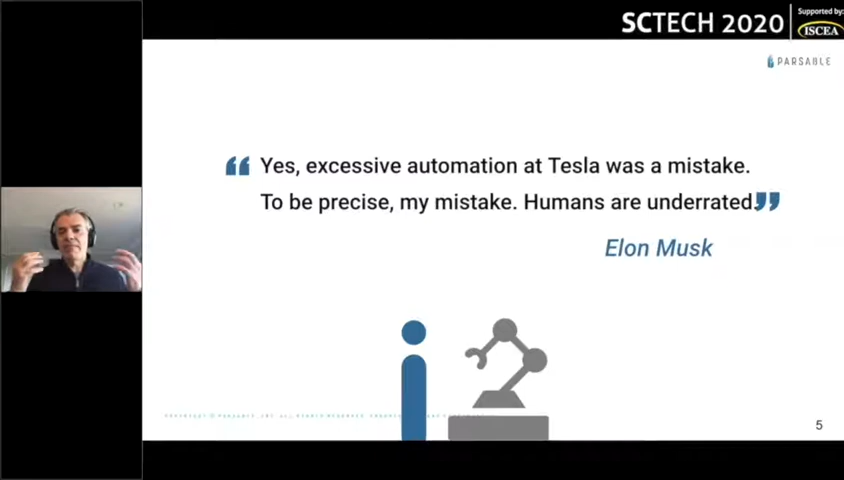 SCTECH 2020
Supported by:
ISCEA
PARSABLE
“ Yes, excessive automation at Tesla was a mistake.
To be precise, my mistake. Humans are underrated. ”
Elon Musk
5